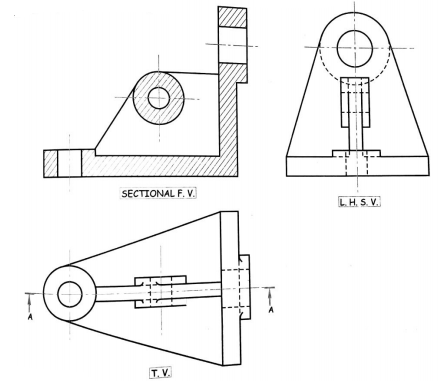 SECTIONAL F. V.
L. H. S. V.
A
A
T. V.